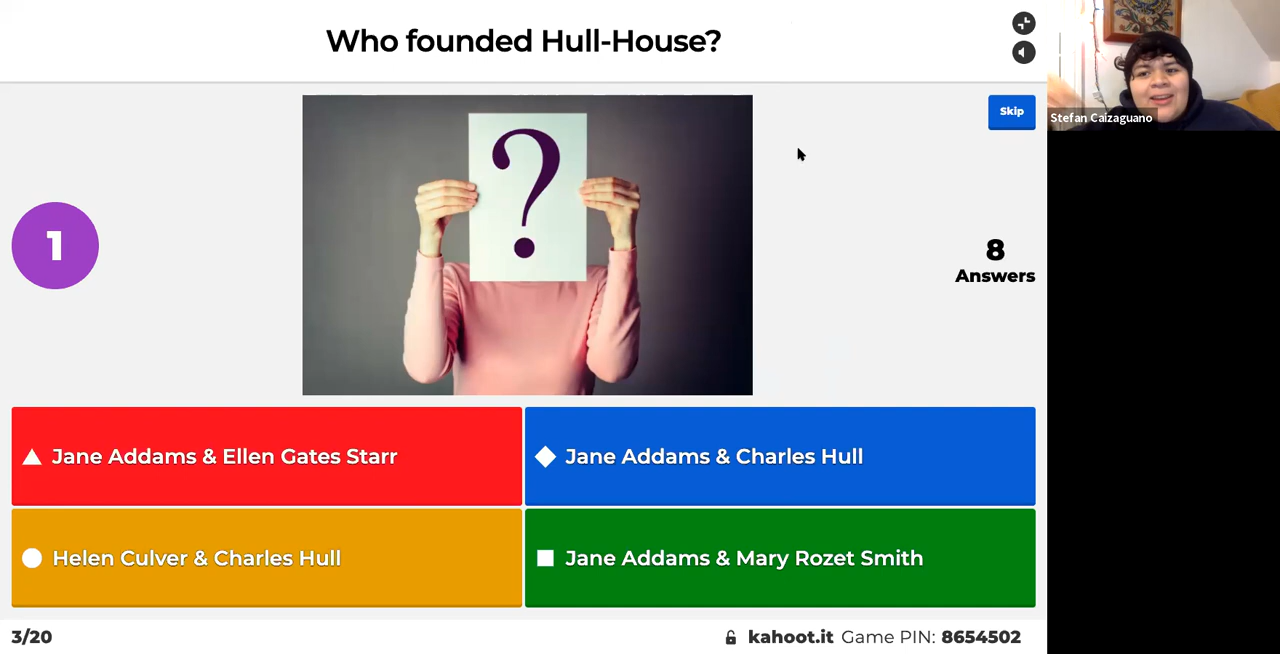 Who founded Hull-House?
Skip
Stefan Caizaguano
?
1
8
Answers
Jane Addams & Ellen Gates Starr
Jane Addams & Charles Hull
Helen Culver & Charles Hull
Jane Addams & Mary Rozet Smith
3/20
kahoot.it Game PIN: 8654502